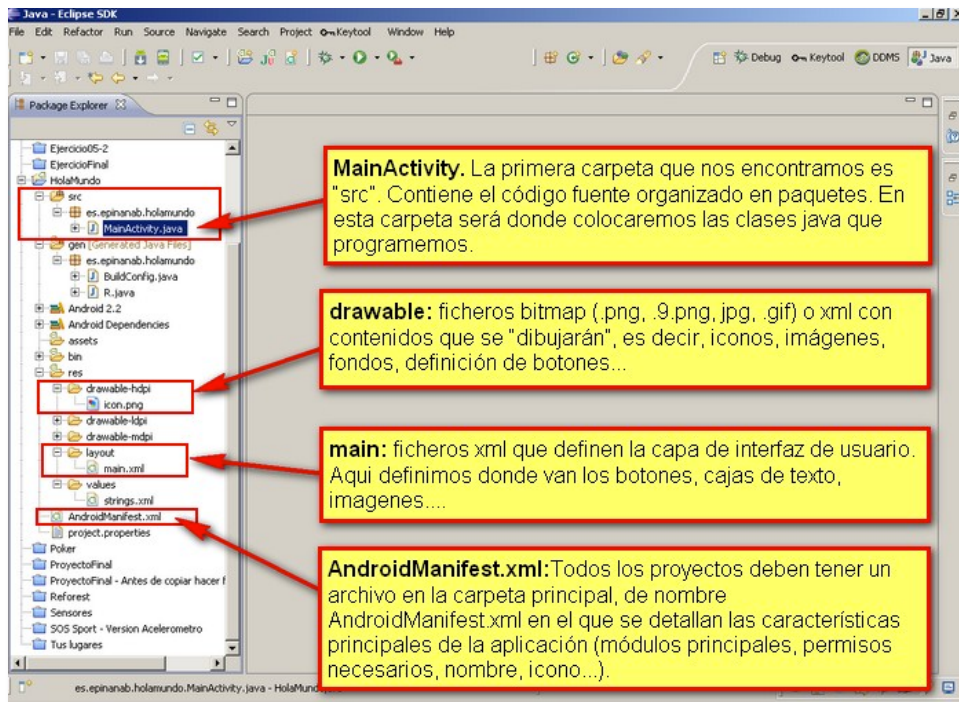 Java - Eclipse SDK
File Edit Refactor Run Source Navigate Search Project Keytool Window Help
Debug Keytool DDMS Java
Package Explorer
Ejercicio05-2
EjercicioFinal
HolaMundo
src
es.epinanab.holamundo
MainActivity.java
gen [Generated Java Files]
es.epinanab.holamundo
BuildConfig.java
R.java
Android 2.2
Android Dependencies
assets
bin
res
drawable-hdpi
icon.png
drawable-ldpi
drawable-mdpi
layout
main.xml
values
strings.xml
AndroidManifest.xml
project.properties
Poker
ProyectoFinal
ProyectoFinal - Antes de copiar hacer f
Reforest
Sensores
SOS Sport - Version Acelerometro
Tus lugares
MainActivity. La primera carpeta que nos encontramos es
"src". Contiene el código fuente organizado en paquetes. En
esta carpeta será donde colocaremos las clases java que
programemos.
drawable: ficheros bitmap (.png, .9.png, jpg, .gif) o xml con
contenidos que se "dibujarán", es decir, iconos, imágenes,
fondos, definición de botones...
main: ficheros xml que definen la capa de interfaz de usuario.
Aqui definimos donde van los botones, cajas de texto,
imagenes....
AndroidManifest.xml:Todos los proyectos deben tener un
archivo en la carpeta principal, de nombre
AndroidManifest.xml en el que se detallan las características
principales de la aplicación (módulos principales, permisos
necesarios, nombre, icono...).
es.epinanab.holamundo.MainActivity.java - HolaMund